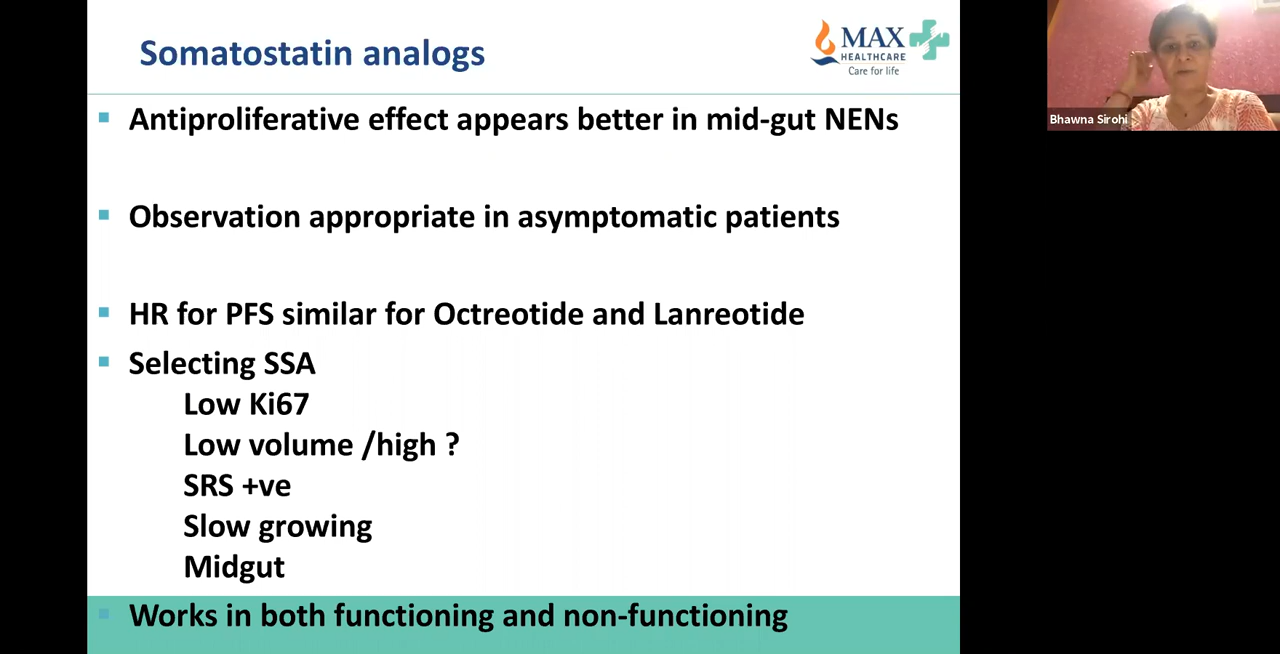 Somatostatin analogs
MAX
HEALTHCARE
Care for life
Bhawna Sirohi
Antiproliferative effect appears better in mid-gut NENs
Observation appropriate in asymptomatic patients
HR for PFS similar for Octreotide and Lanreotide
Selecting SSA
Low Ki67
Low volume /high ?
SRS +ve
Slow growing
Midgut
Works in both functioning and non-functioning